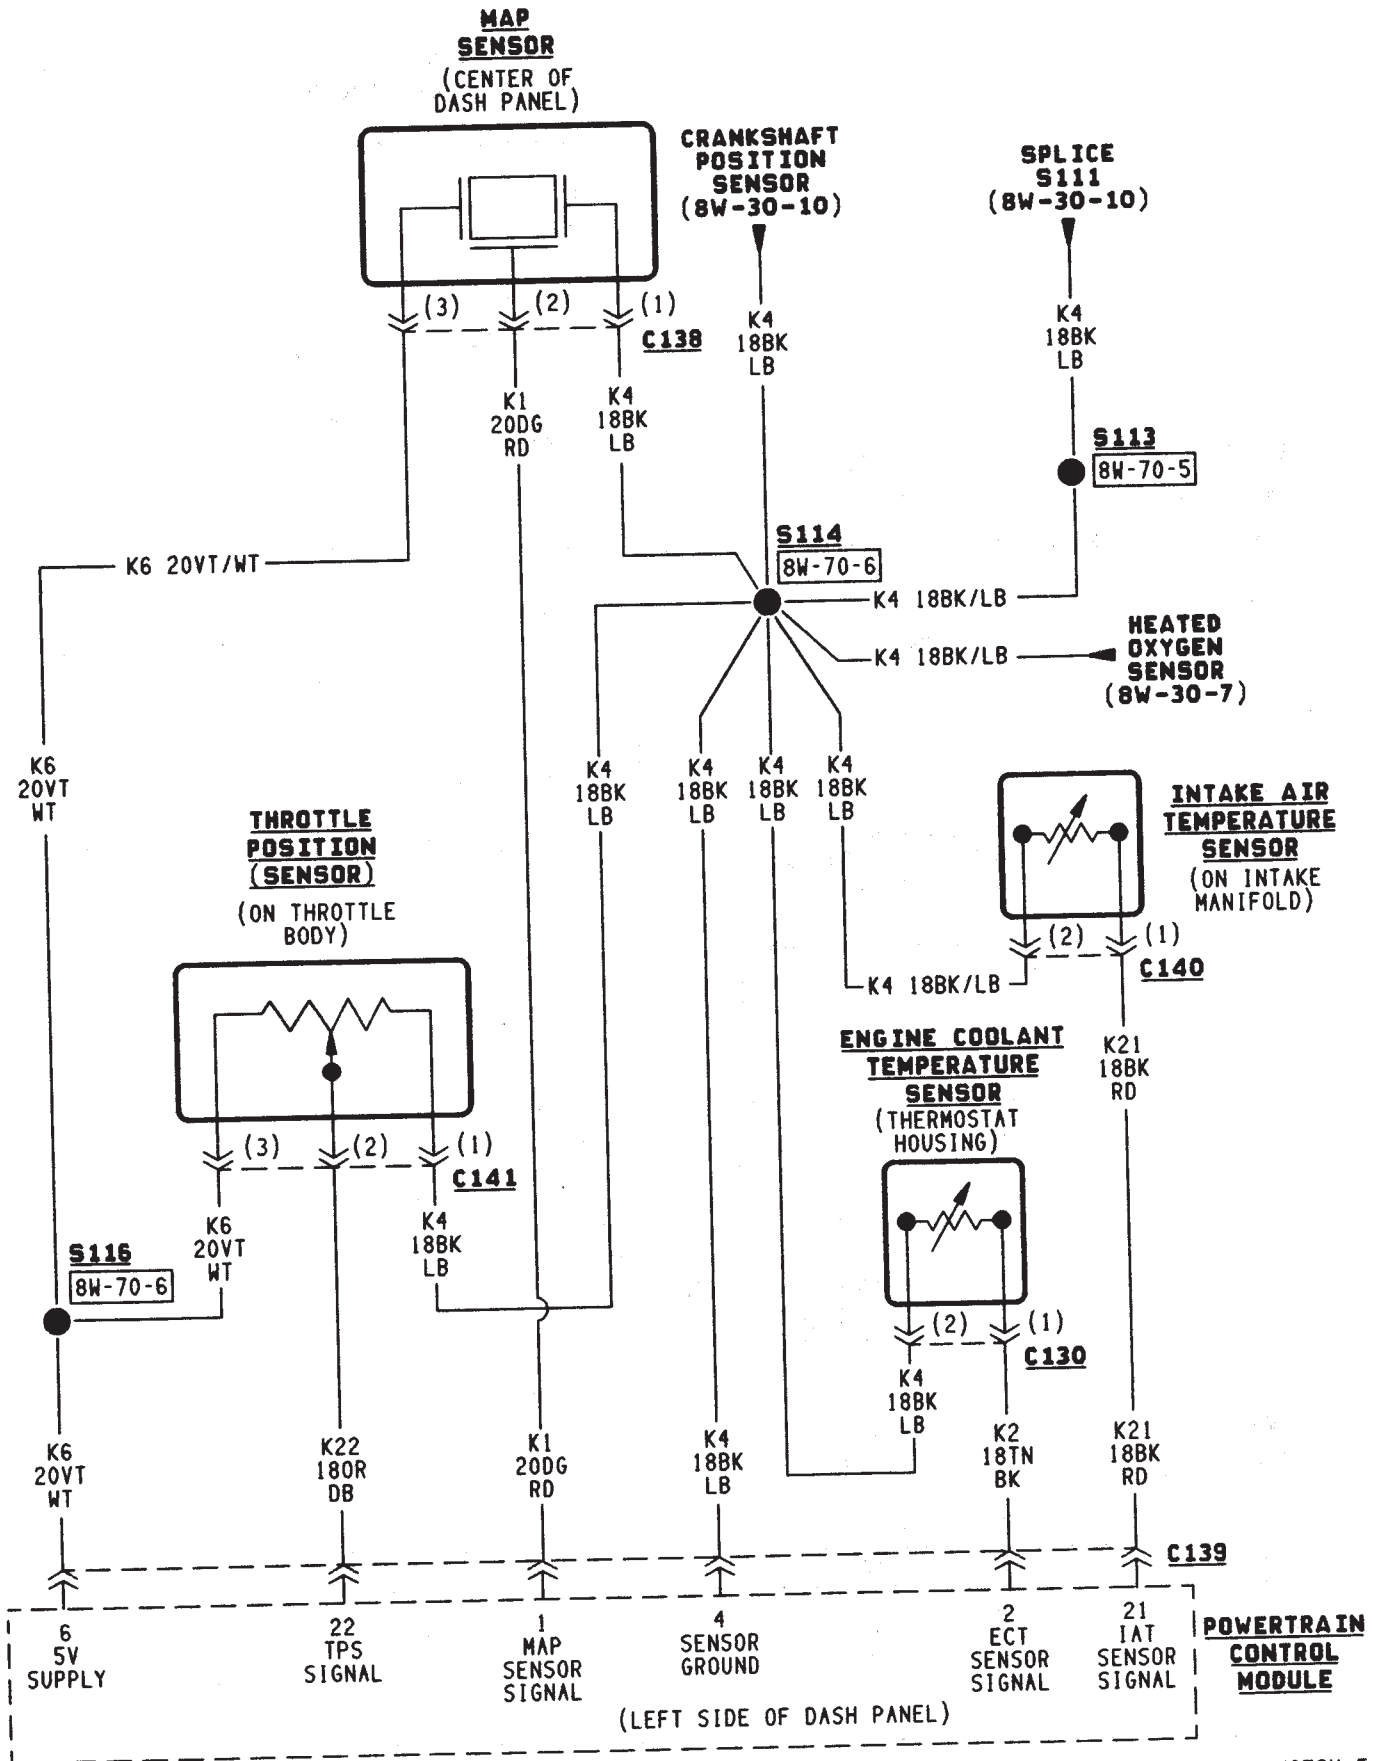 MAP
SENSOR
(CENTER OF
DASH PANEL)
CRANKSHAFT
POSITION
SENSOR
(8W-30-10)
SPLICE
S111
(8W-30-10)
(3)
(2)
(1)
C138
K4
18BK
LB
K4
18BK
LB
K1
20DG
RD
K4
18BK
LB
S113
8W-70-5
S114
8W-70-6
K6 20VT/WT
K4 18BK/LB
K4 18BK/LB
HEATED
OXYGEN
SENSOR
(8W-30-7)
K6
20VT
WT
K4
18BK
LB
K4
18BK
LB
K4
18BK
LB
K4
18BK
LB
INTAKE AIR
TEMPERATURE
SENSOR
(ON INTAKE
MANIFOLD)
THROTTLE
POSITION
(SENSOR)
(ON THROTTLE
BODY)
(2)
(1)
C140
K4 18BK/LB
ENGINE COOLANT
TEMPERATURE
SENSOR
(THERMOSTAT
HOUSING)
K21
18BK
RD
(3)
(2)
(1)
C141
K6
20VT
WT
K4
18BK
LB
S116
8W-70-6
(2)
(1)
C130
K4
18BK
LB
K6
20VT
WT
K22
18OR
DB
K1
20DG
RD
K4
18BK
LB
K2
18TN
BK
K21
18BK
RD
C139
6
5V
SUPPLY
22
TPS
SIGNAL
1
MAP
SENSOR
SIGNAL
4
SENSOR
GROUND
2
ECT
SENSOR
SIGNAL
21
IAT
SENSOR
SIGNAL
POWERTRAIN
CONTROL
MODULE
(LEFT SIDE OF DASH PANEL)